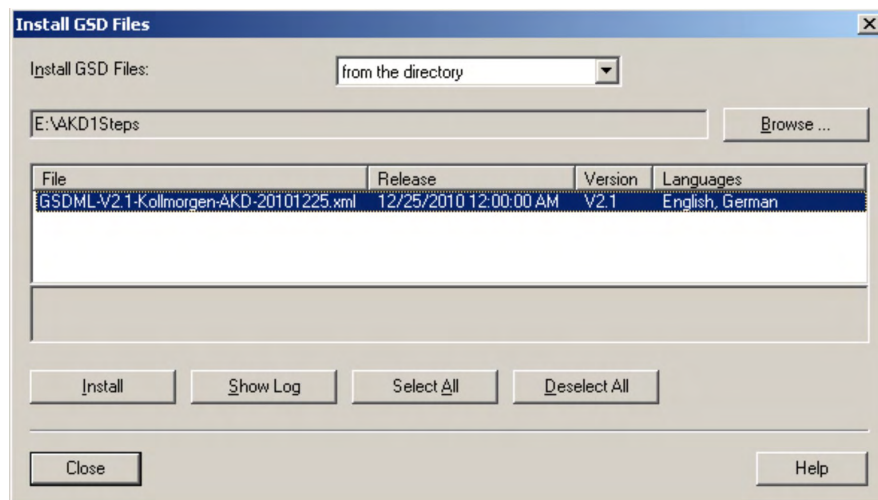 Install GSD Files
Install GSD Files: from the directory
E:\AKD1Steps Browse ...
File Release Version Languages
GSDML-V2.1-Kollmorgen-AKD-20101225.xml 12/25/2010 12:00:00 AM V2.1 English, German
Install Show Log Select All Deselect All
Close Help